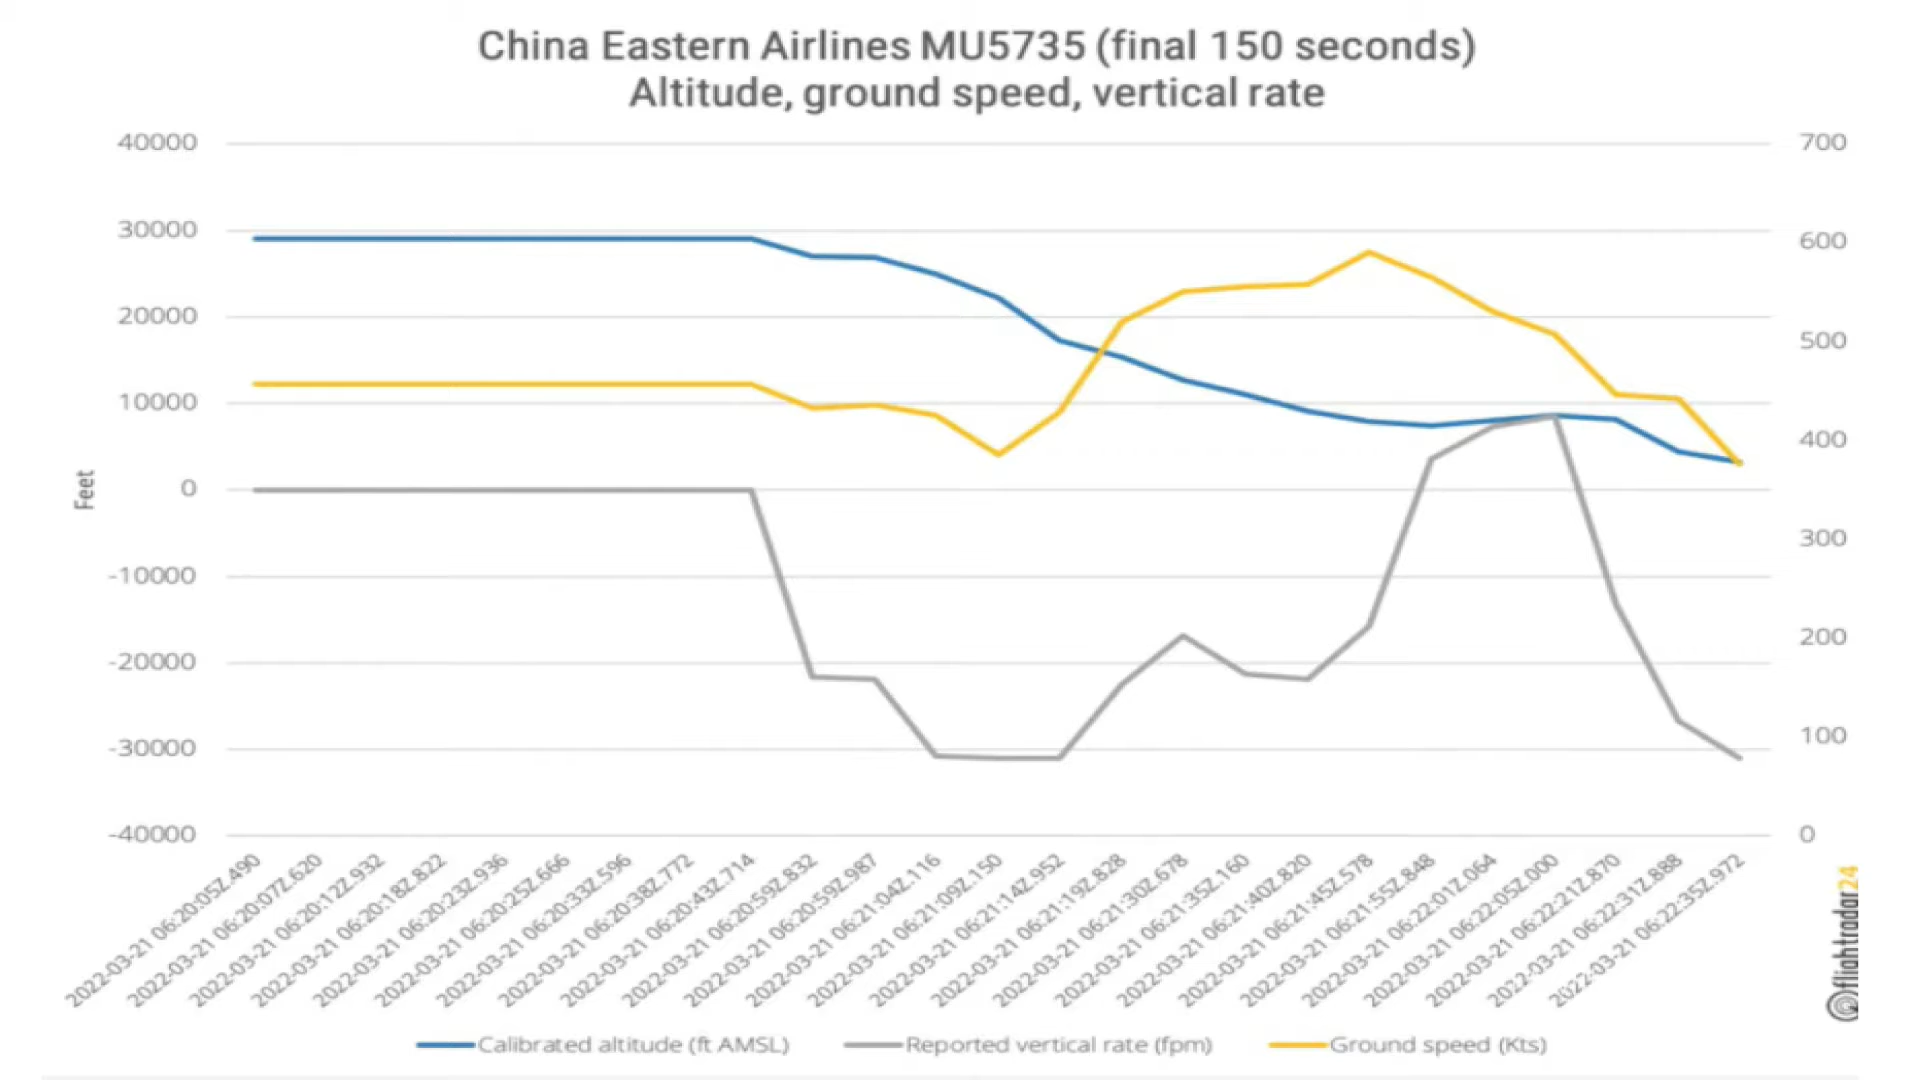 China Eastern Airlines MU5735 (final 150 seconds)
Altitude, ground speed, vertical rate
40000
30000
20000
10000
0
-10000
-20000
-30000
-40000
Feet
700
600
500
400
300
200
100
0
2022-03-21 06:20:05Z.490
2022-03-21 06:20:07Z.620
2022-03-21 06:20:12Z.932
2022-03-21 06:20:18Z.822
2022-03-21 06:20:23Z.936
2022-03-21 06:20:25Z.666
2022-03-21 06:20:33Z.596
2022-03-21 06:20:38Z.772
2022-03-21 06:20:43Z.714
2022-03-21 06:20:59Z.832
2022-03-21 06:20:59Z.987
2022-03-21 06:21:04Z.116
2022-03-21 06:21:09Z.150
2022-03-21 06:21:14Z.952
2022-03-21 06:21:19Z.828
2022-03-21 06:21:30Z.678
2022-03-21 06:21:35Z.160
2022-03-21 06:21:40Z.820
2022-03-21 06:21:45Z.578
2022-03-21 06:21:55Z.848
2022-03-21 06:22:01Z.064
2022-03-21 06:22:05Z.000
2022-03-21 06:22:21Z.870
2022-03-21 06:22:31Z.888
2022-03-21 06:22:35Z.972
Calibrated altitude (ft AMSL)
Reported vertical rate (fpm)
Ground speed (Kts)
flightradar24